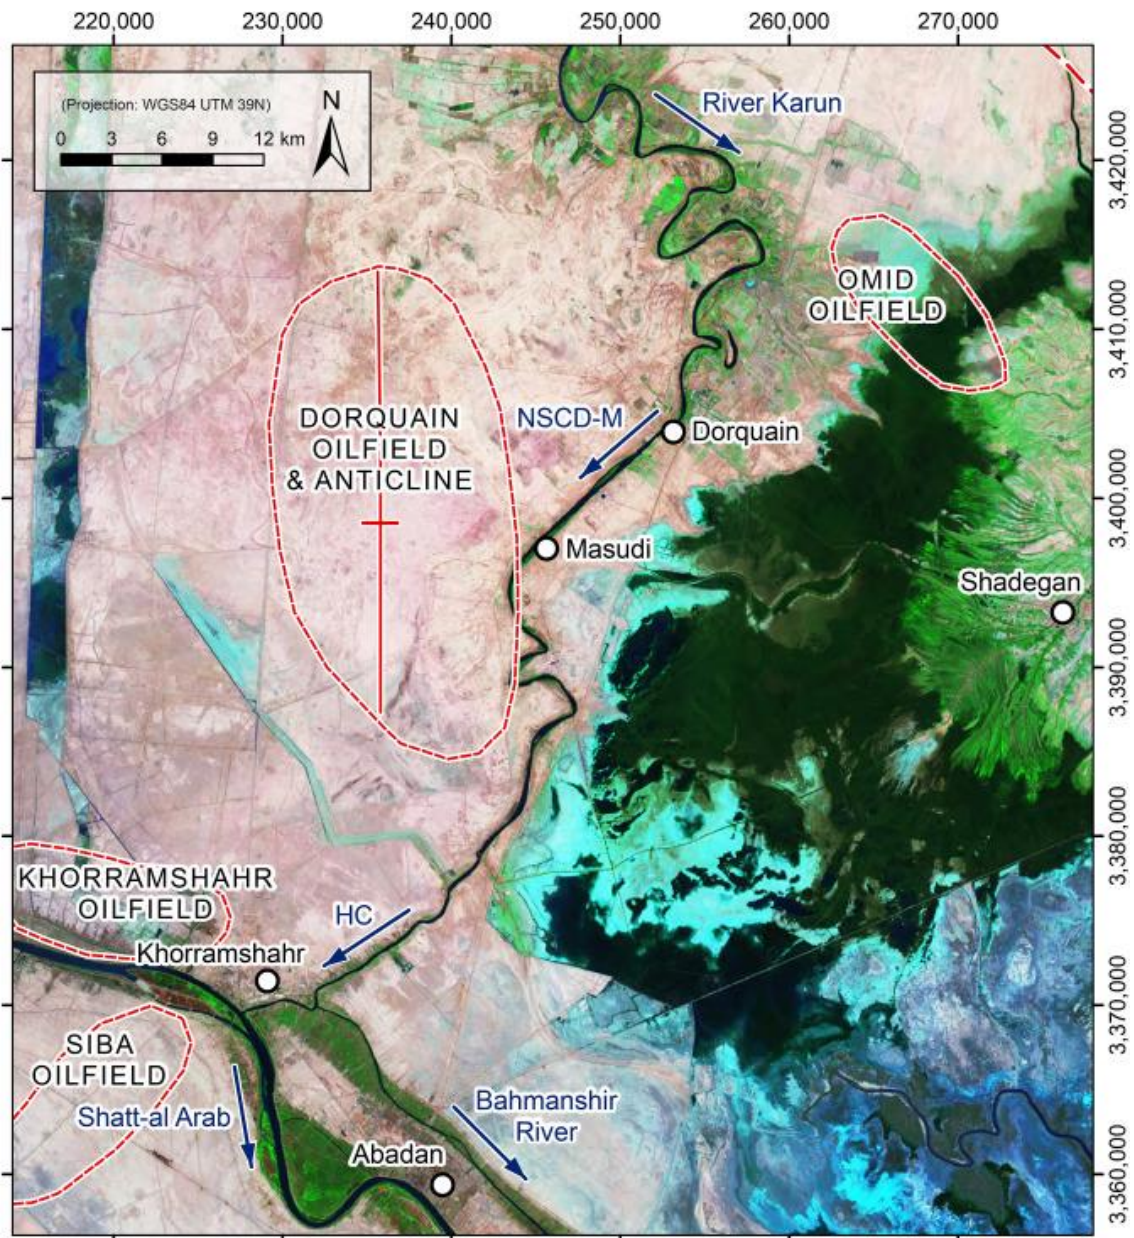 220,000 230,000 240,000 250,000 260,000 270,000
(Projection: WGS84 UTM 39N)
N
0 3 6 9 12 km
River Karun
3,420,000
OMID
OILFIELD
3,410,000
DORQUAIN
OILFIELD
& ANTICLINE
NSCD-M
Dorquain
3,400,000
Masudi
Shadegan
3,390,000
3,380,000
KHORRAMSHAHR
OILFIELD
HC
Khorramshahr
3,370,000
SIBA
OILFIELD
Shatt-al Arab
Bahmanshir
River
Abadan
3,360,000